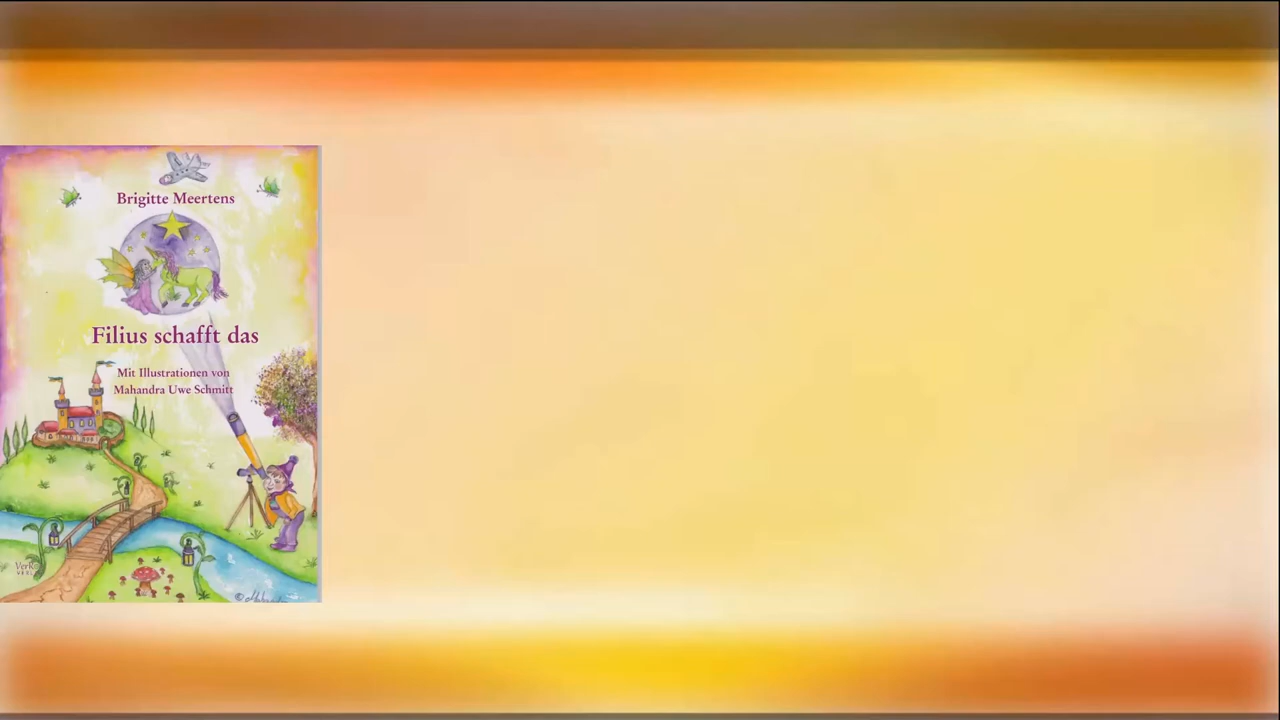 Brigitte Meertens
Filius schafft das
Mit Illustrationen von
Mahandra Uwe Schmitt